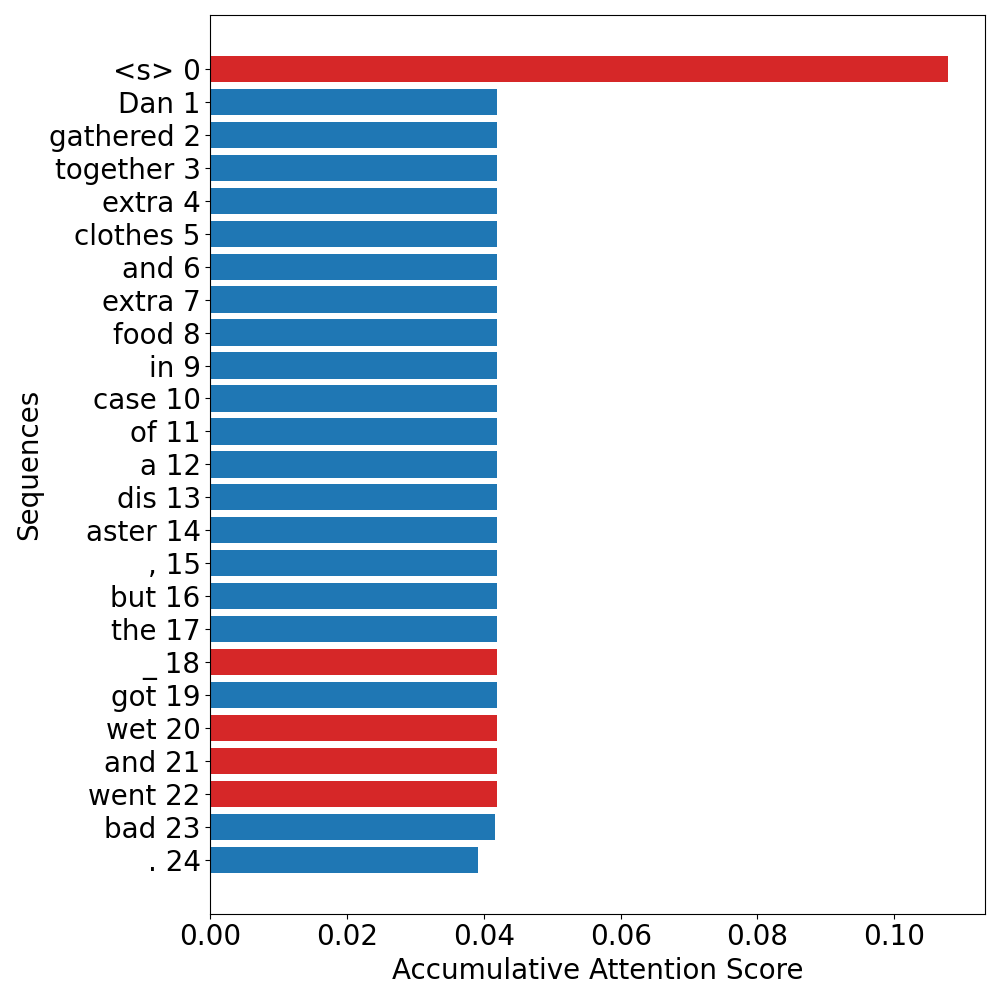 <s> 0
Dan 1
gathered 2
together 3
extra 4
clothes 5
and 6
extra 7
food 8
in 9
case 10
of 11
a 12
dis 13
aster 14
, 15
but 16
the 17
_ 18
got 19
wet 20
and 21
went 22
bad 23
. 24
Sequences
0.00 0.02 0.04 0.06 0.08 0.10
Accumulative Attention Score